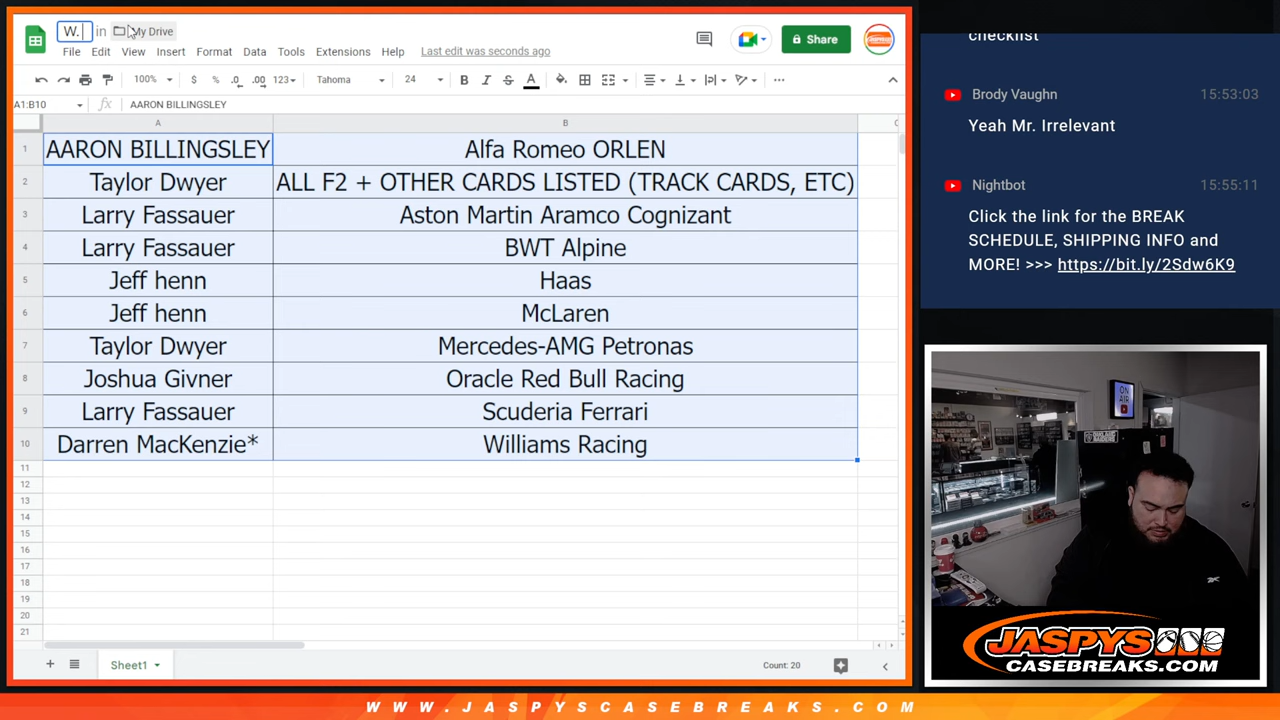 W. in My Drive
File Edit View Insert Format Data Tools Extensions Help Last edit was seconds ago
Share
100% $ % .0 .00 123 Tahoma 24 B I S A
A1:B10 fx AARON BILLINGSLEY
A B C
1 AARON BILLINGSLEY Alfa Romeo ORLEN
2 Taylor Dwyer ALL F2 + OTHER CARDS LISTED (TRACK CARDS, ETC)
3 Larry Fassauer Aston Martin Aramco Cognizant
4 Larry Fassauer BWT Alpine
5 Jeff henn Haas
6 Jeff henn McLaren
7 Taylor Dwyer Mercedes-AMG Petronas
8 Joshua Givner Oracle Red Bull Racing
9 Larry Fassauer Scuderia Ferrari
10 Darren MacKenzie* Williams Racing
11
12
13
14
15
16
17
18
19
20
21
Sheet1 Count: 20
checklist
Brody Vaughn 15:53:03
Yeah Mr. Irrelevant
Nightbot 15:55:11
Click the link for the BREAK
SCHEDULE, SHIPPING INFO and
MORE! >>> https://bit.ly/2Sdw6K9
ON
AIR
JASPYS
CASEBREAKS.COM
WWW.JASPYSCASEBREAKS.COM